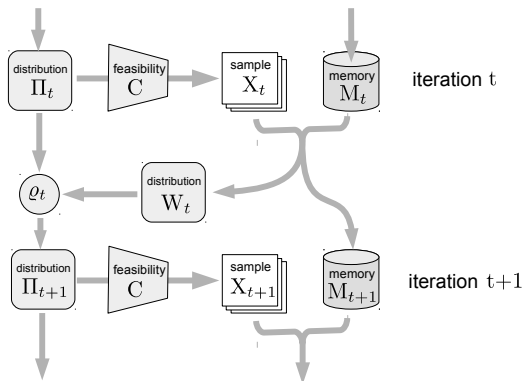 distribution
Π_t
feasibility
C
sample
X_t
memory
M_t
iteration t
ϱ_t
distribution
W_t
distribution
Π_{t+1}
feasibility
C
sample
X_{t+1}
memory
M_{t+1}
iteration t+1